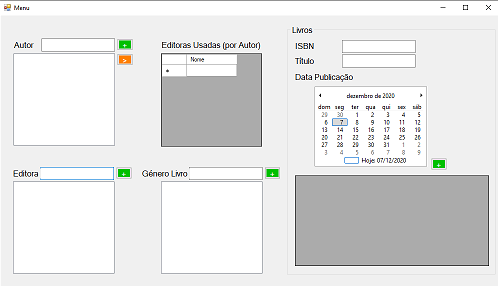 Menu
Autor
+
>
Editoras Usadas (por Autor)
Nome
*
Editora
+
Género Livro
+
Livros
ISBN
Título
Data Publicação
dezembro de 2020
dom seg ter qua qui sex sáb
29 30 1 2 3 4 5
6 7 8 9 10 11 12
13 14 15 16 17 18 19
20 21 22 23 24 25 26
27 28 29 30 31 1 2
3 4 5 6 7 8 9
Hoje: 07/12/2020
+